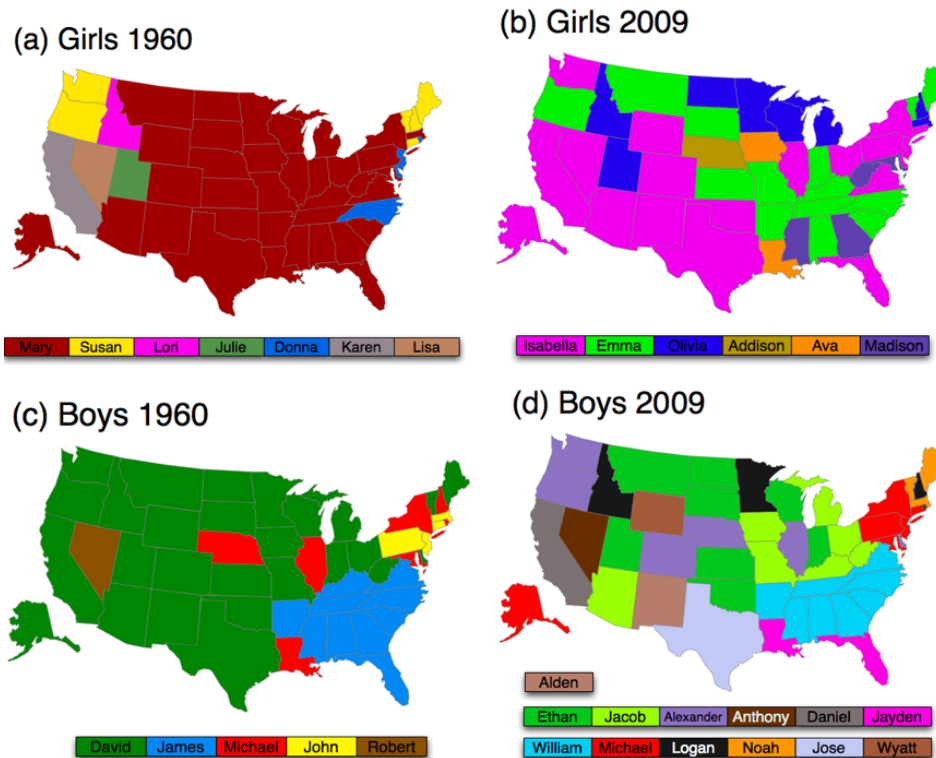 (a) Girls 1960
Mary Susan Lori Julie Donna Karen Lisa
(b) Girls 2009
Isabella Emma Olivia Addison Ava Madison
(c) Boys 1960
David James Michael John Robert
(d) Boys 2009
Alden
Ethan Jacob Alexander Anthony Daniel Jayden
William Michael Logan Noah Jose Wyatt